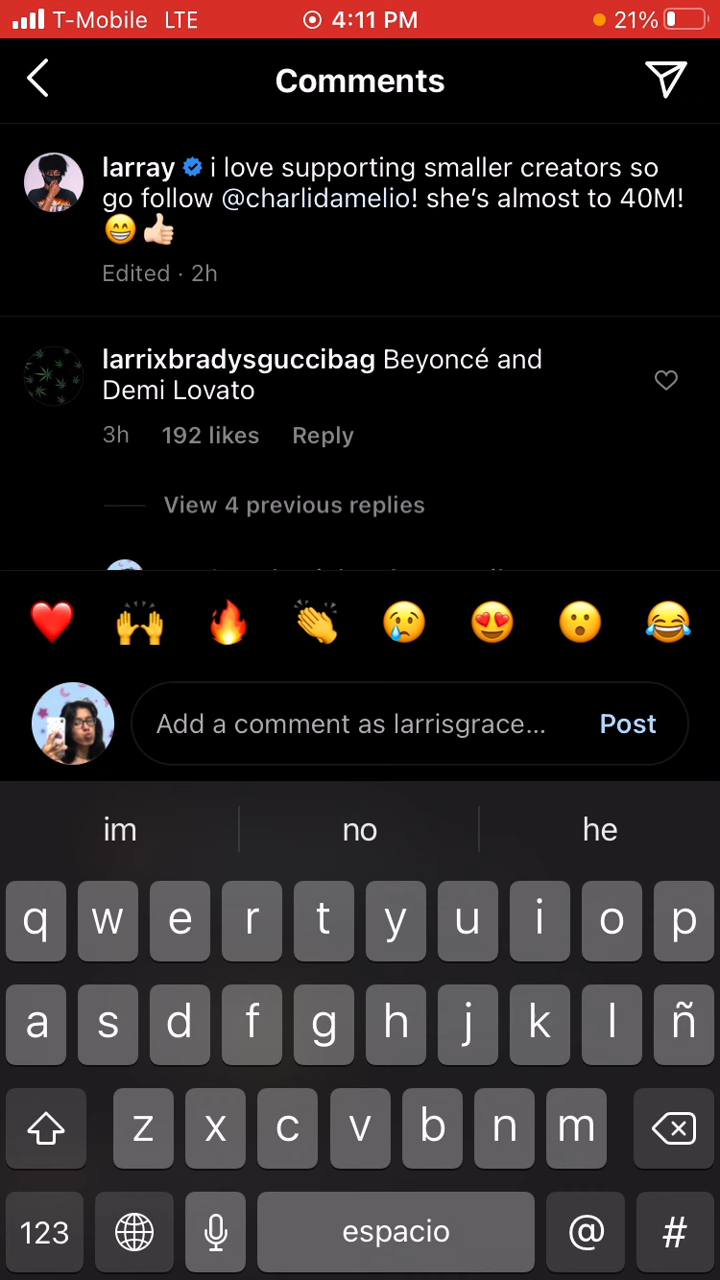 T-Mobile LTE 4:11 PM 21%
Comments
larray i love supporting smaller creators so
go follow @charlidamelio! she’s almost to 40M!
😁👍🏻
Edited · 2h
larrixbradysguccibag Beyoncé and
Demi Lovato
3h 192 likes Reply
View 4 previous replies
❤️ 🙌 🔥 👏 😢 😍 😮 😂
Add a comment as larrisgrace... Post
im no he
q w e r t y u i o p
a s d f g h j k l ñ
z x c v b n m
123 espacio @ #